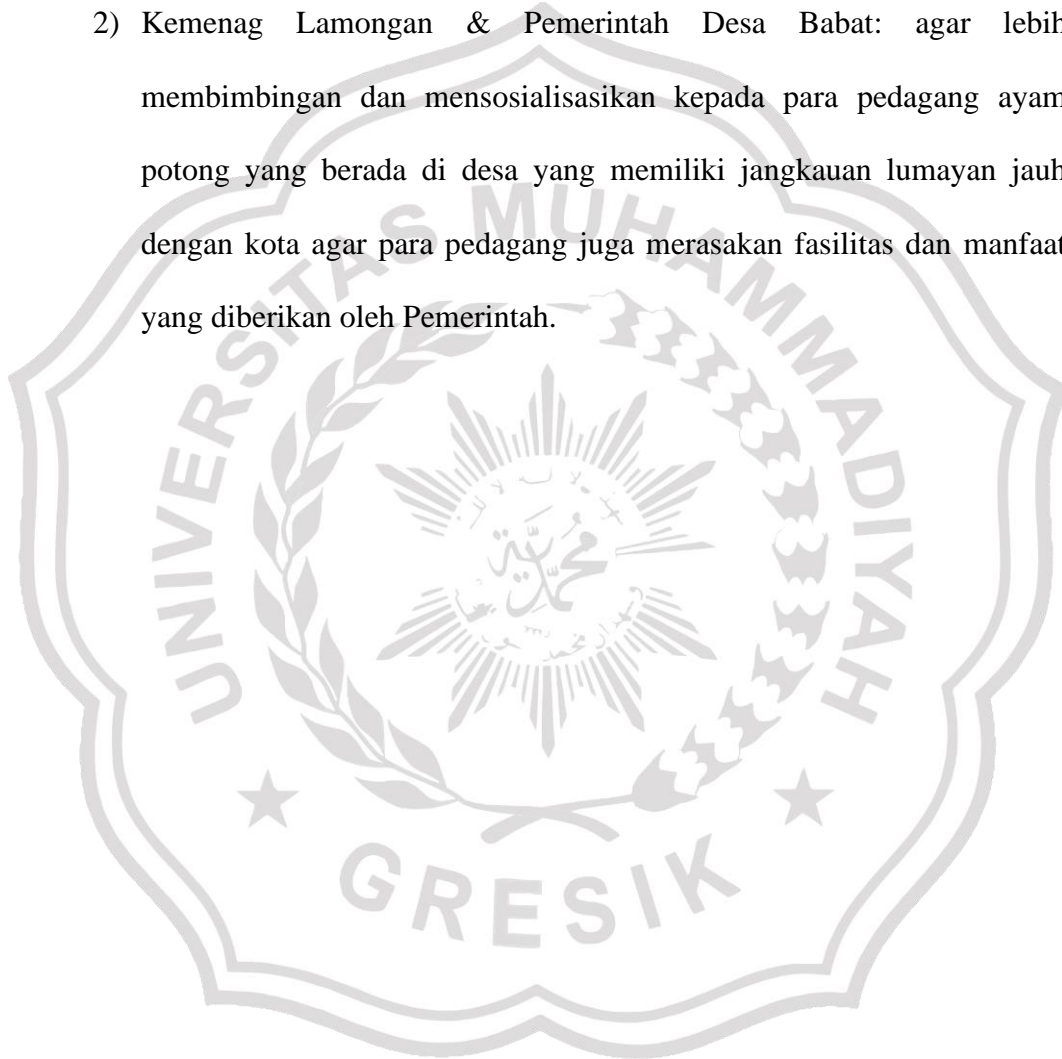 2) Kemenag Lamongan & Pemerintah Desa Babat: agar lebih
membimbingan dan mensosialisasikan kepada para pedagang ayam
potong yang berada di desa yang memiliki jangkauan lumayan jauh
dengan kota agar para pedagang juga merasakan fasilitas dan manfaat
yang diberikan oleh Pemerintah.
UNIVERSITAS MUHAMMADIYAH
GRESIK